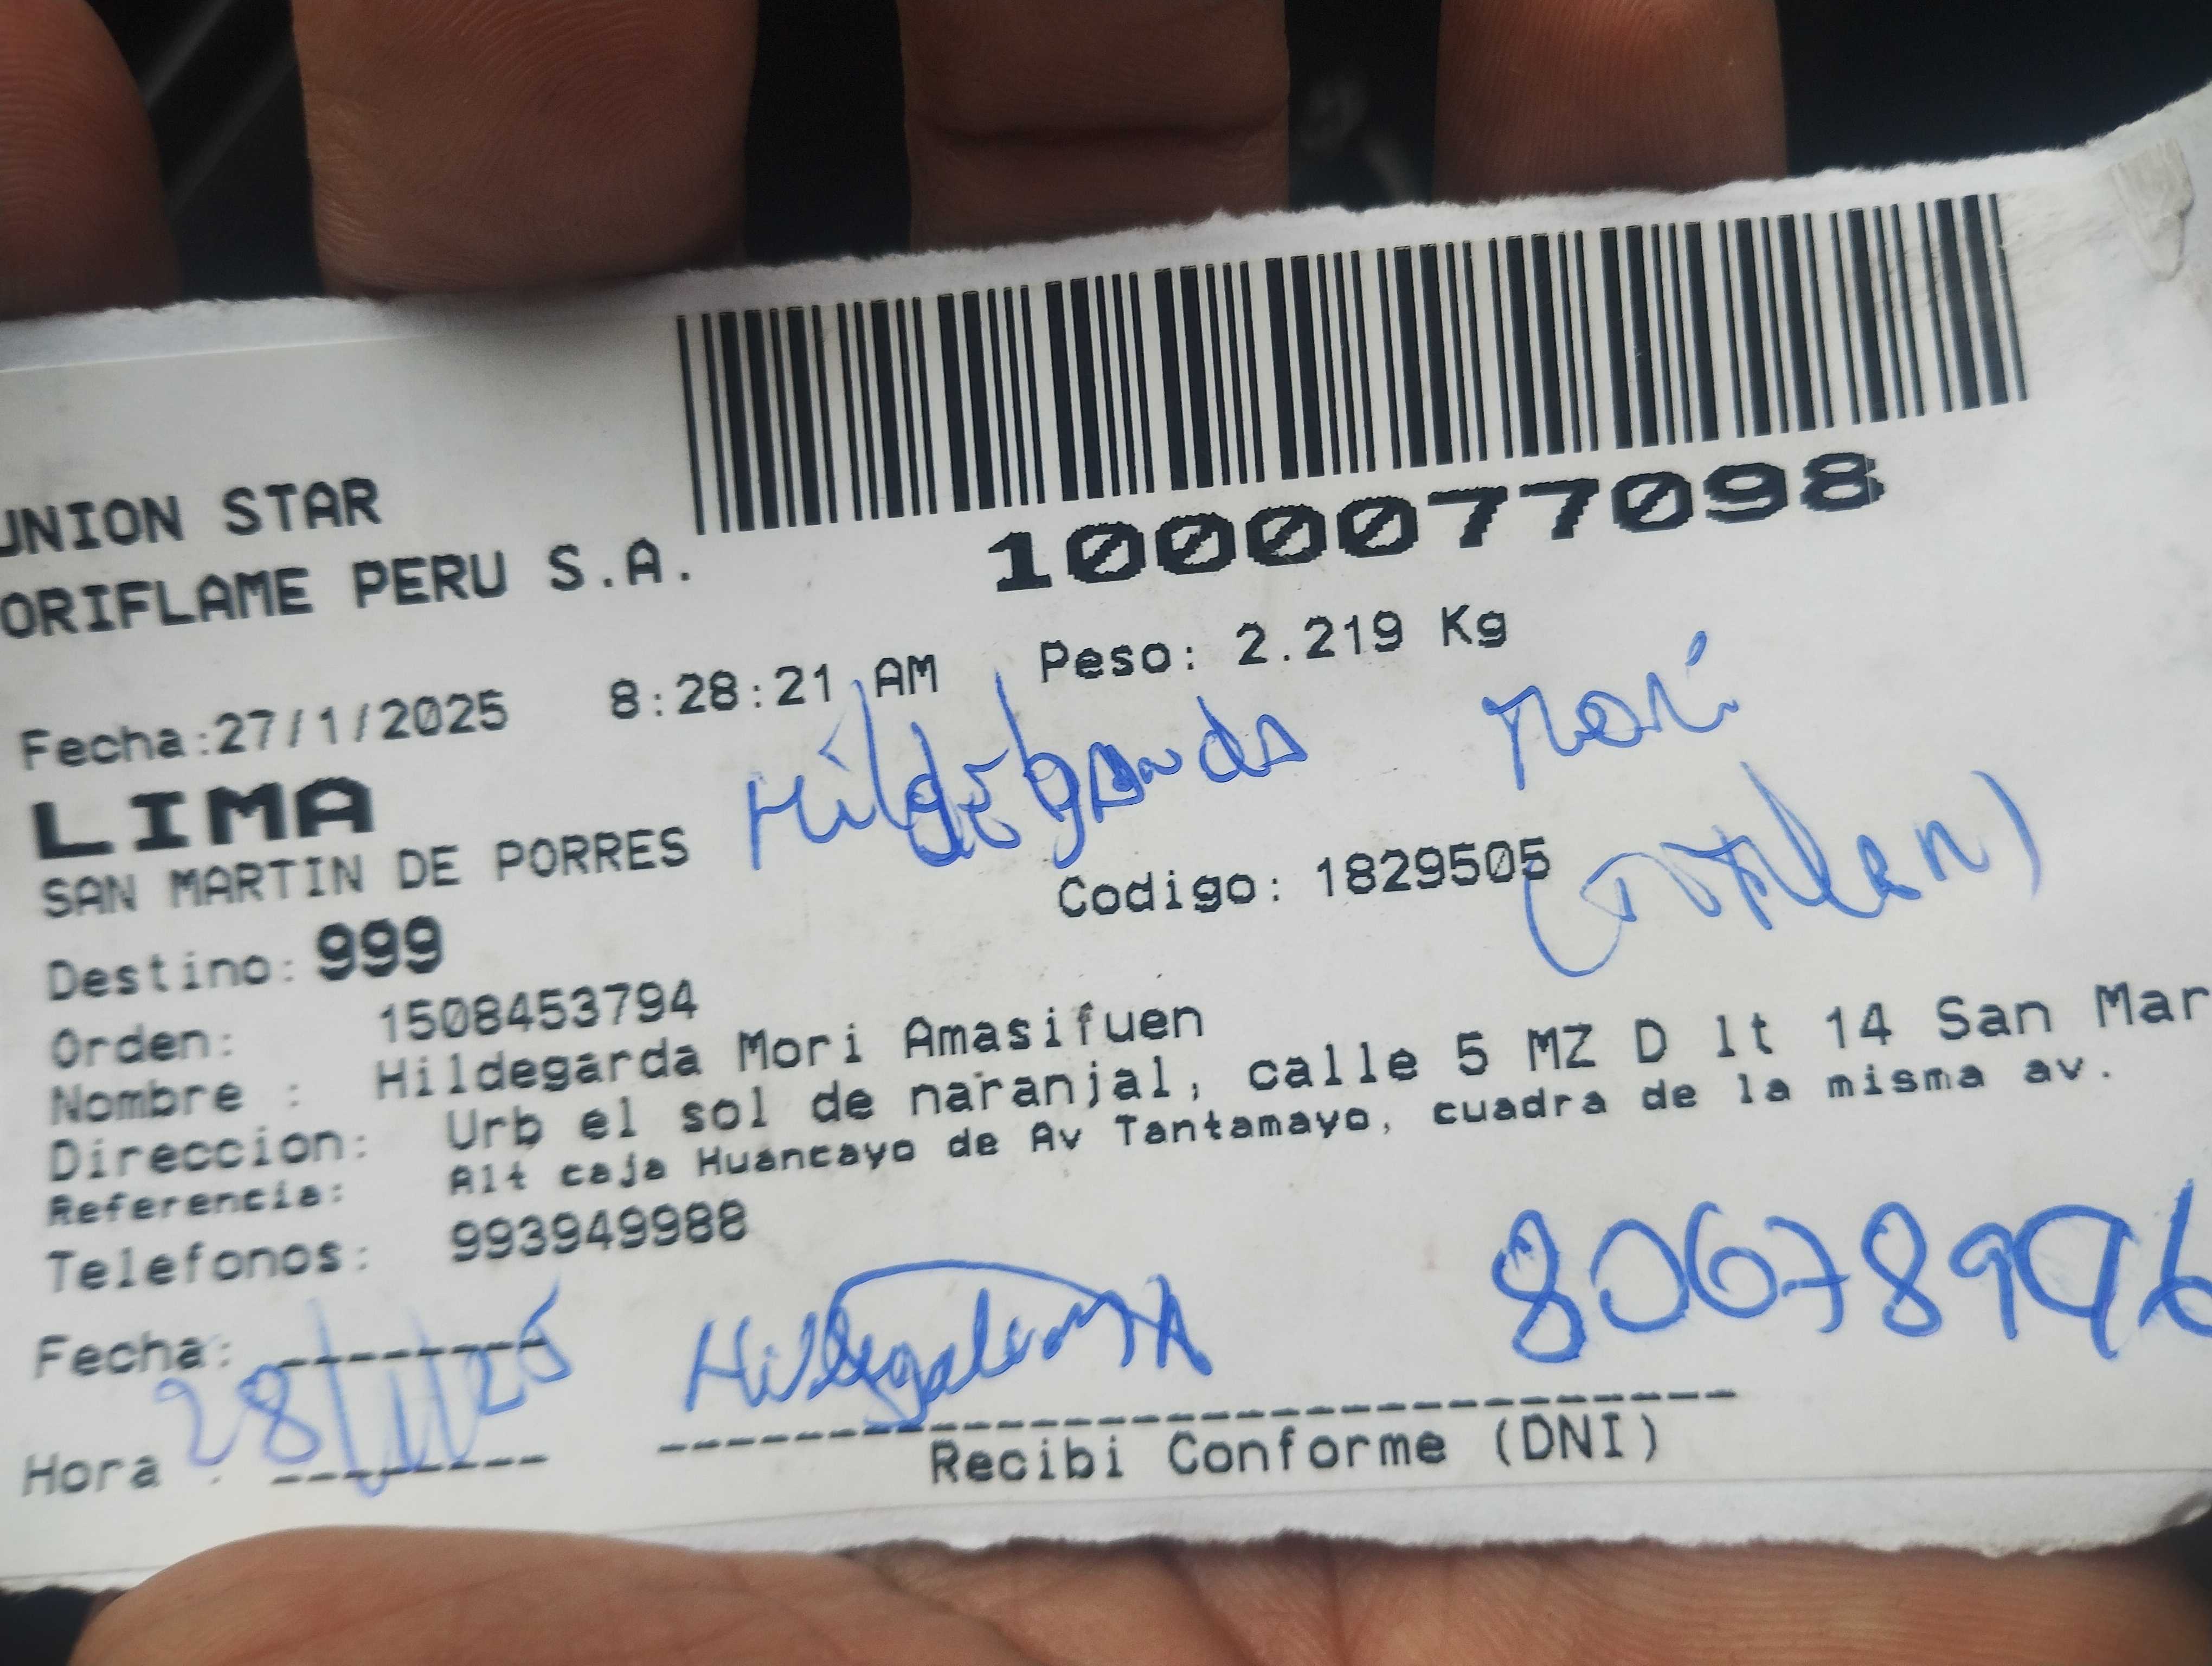 UNION STAR
ORIFLAME PERU S.A.
1000077098
Fecha:27/1/2025 8:28:21 AM Peso: 2.219 Kg
LIMA
Mori
SAN MARTIN DE PORRES
Codigo: 1829505
Destino: 999
Orden: 1508453794
Nombre : Hildegarda Mori Amasifuen
Direccion: Urb el sol de naranjal, calle 5 MZ D lt 14 San Mar
Referencia: Alt caja Huancayo de Av Tantamayo, cuadra de la misma av.
Telefonos: 993949988
Fecha:
28/1/25
Hora :
Recibi Conforme (DNI)